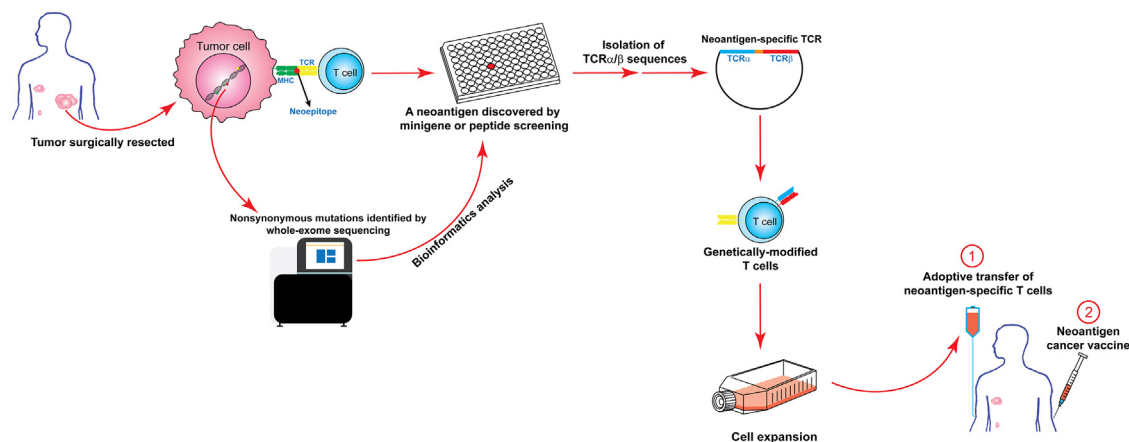 Tumor surgically resected
Tumor cell
MHC
TCR
T cell
Neoepitope
Nonsynonymous mutations identified by
whole-exome sequencing
Bioinformatics analysis
A neoantigen discovered by
minigene or peptide screening
Isolation of
TCRα/β sequences
Neoantigen-specific TCR
TCRα
TCRβ
T cell
Genetically-modified
T cells
Cell expansion
1
Adoptive transfer of
neoantigen-specific T cells
2
Neoantigen
cancer vaccine